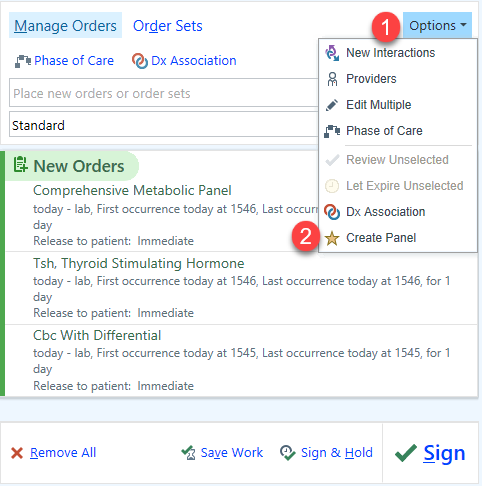 Manage Orders Order Sets 1 Options
Phase of Care Dx Association
Place new orders or order sets
Standard
New Interactions
Providers
Edit Multiple
Phase of Care
Review Unselected
Let Expire Unselected
Dx Association
2 Create Panel
New Orders
Comprehensive Metabolic Panel
today - lab, First occurrence today at 1546, Last occu
day
Release to patient: Immediate
Tsh, Thyroid Stimulating Hormone
today - lab, First occurrence today at 1546, Last occurrence today at 1546, for 1
day
Release to patient: Immediate
Cbc With Differential
today - lab, First occurrence today at 1545, Last occurrence today at 1545, for 1
day
Release to patient: Immediate
Remove All Save Work Sign & Hold Sign